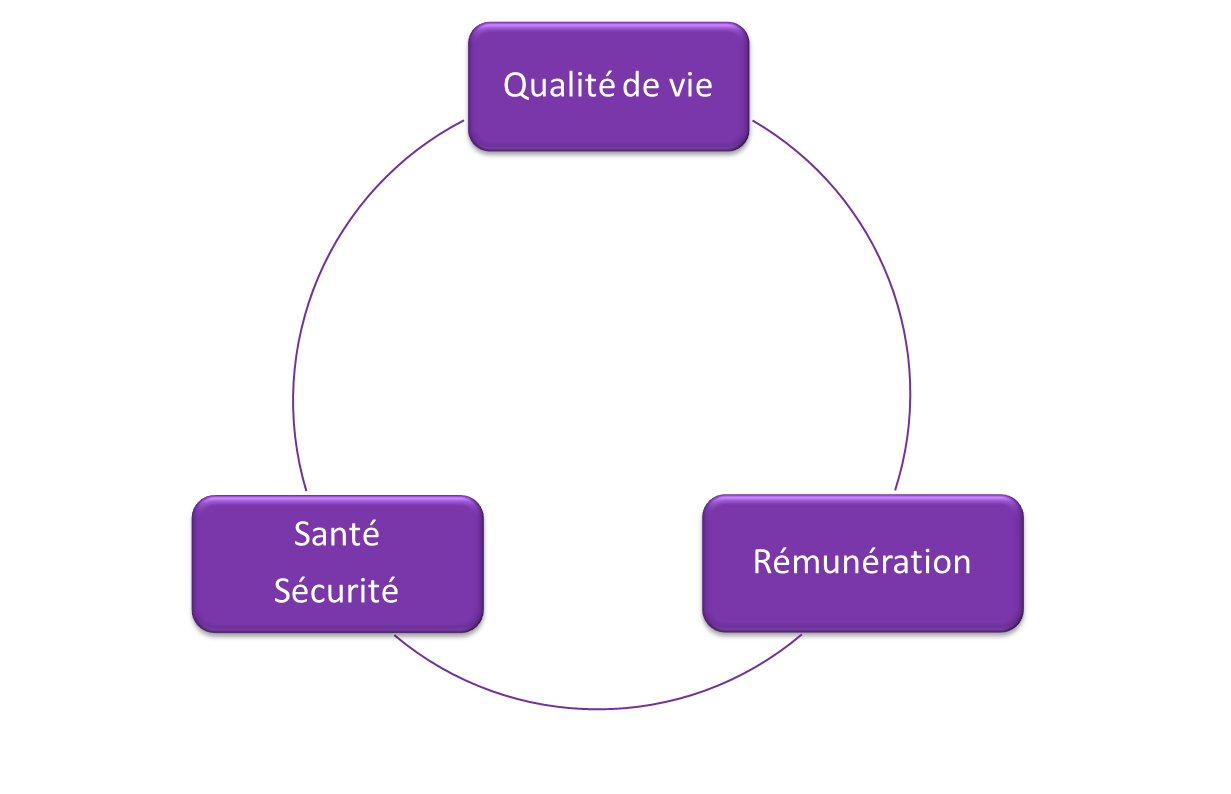 Qualité de vie
Santé
Sécurité
Rémunération